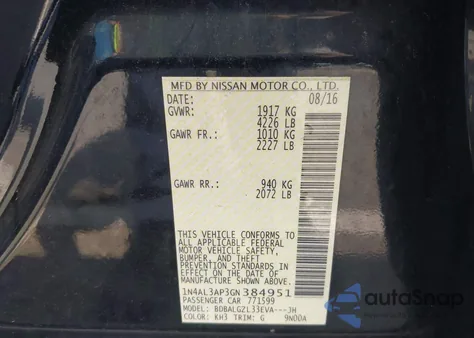 MFD BY NISSAN MOTOR CO., LTD.
DATE: 08/16
GVWR: 1917 KG
4226 LB
GAWR FR.: 1010 KG
2227 LB
GAWR RR.: 940 KG
2072 LB
THIS VEHICLE CONFORMS TO
ALL APPLICABLE FEDERAL
MOTOR VEHICLE SAFETY,
BUMPER, AND THEFT
PREVENTION STANDARDS
IN EFFECT ON THE DATE OF
MANUFACTURE SHOWN ABOVE.
1N4AL3AP3GN384951
PASSENGER CAR 771599
MODEL: BDBALGZL33EVA---JH
COLOR: KH3 TRIM: G 9N0DA
autoSnap